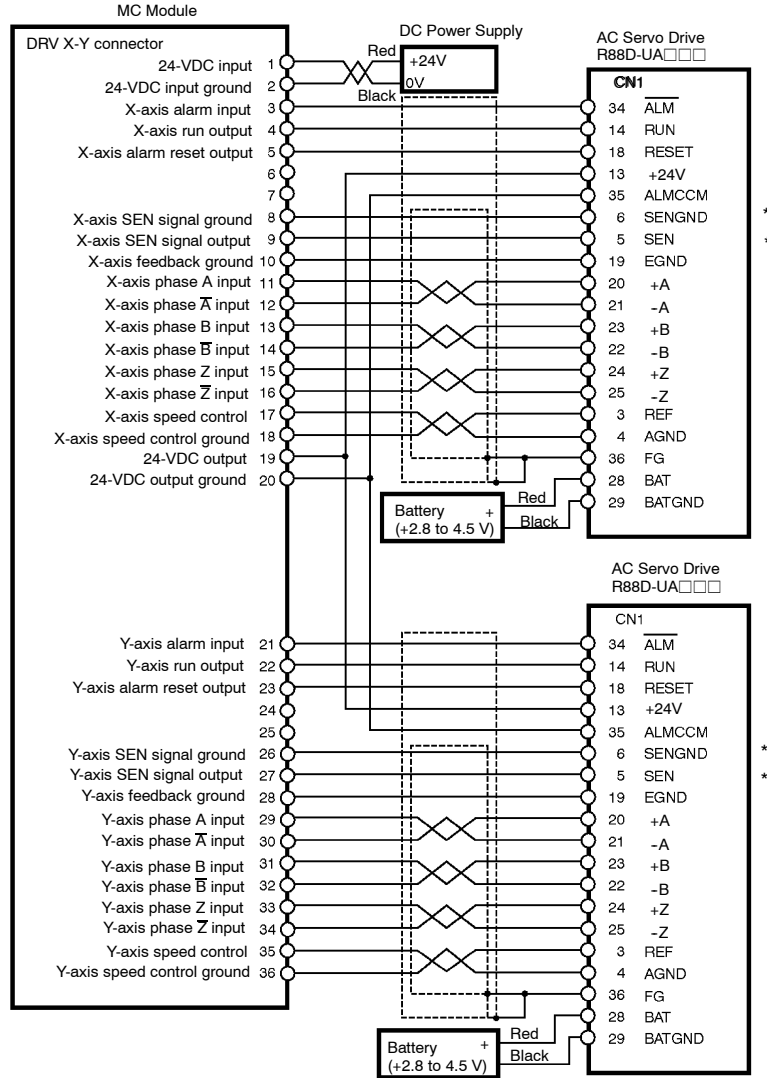 MC Module
DRV X-Y connector
DC Power Supply
Red +24V
0V
Black
AC Servo Drive
R88D-UA□□□
CN1
24-VDC input 1
24-VDC input ground 2
X-axis alarm input 3 34 A̅L̅M̅
X-axis run output 4 14 RUN
X-axis alarm reset output 5 18 RESET
6 13 +24V
7 35 ALMCCM
X-axis SEN signal ground 8 6 SENGND *
X-axis SEN signal output 9 5 SEN *
X-axis feedback ground 10 19 EGND
X-axis phase A input 11 20 +A
X-axis phase A̅ input 12 21 -A
X-axis phase B input 13 23 +B
X-axis phase B̅ input 14 22 -B
X-axis phase Z input 15 24 +Z
X-axis phase Z̅ input 16 25 -Z
X-axis speed control 17 3 REF
X-axis speed control ground 18 4 AGND
24-VDC output 19 36 FG
24-VDC output ground 20 28 BAT
29 BATGND
Battery +
(+2.8 to 4.5 V)
Red
Black
AC Servo Drive
R88D-UA□□□
CN1
Y-axis alarm input 21 34 A̅L̅M̅
Y-axis run output 22 14 RUN
Y-axis alarm reset output 23 18 RESET
24 13 +24V
25 35 ALMCCM
Y-axis SEN signal ground 26 6 SENGND *
Y-axis SEN signal output 27 5 SEN *
Y-axis feedback ground 28 19 EGND
Y-axis phase A input 29 20 +A
Y-axis phase A̅ input 30 21 -A
Y-axis phase B input 31 23 +B
Y-axis phase B̅ input 32 22 -B
Y-axis phase Z input 33 24 +Z
Y-axis phase Z̅ input 34 25 -Z
Y-axis speed control 35 3 REF
Y-axis speed control ground 36 4 AGND
36 FG
28 BAT
29 BATGND
Battery +
(+2.8 to 4.5 V)
Red
Black